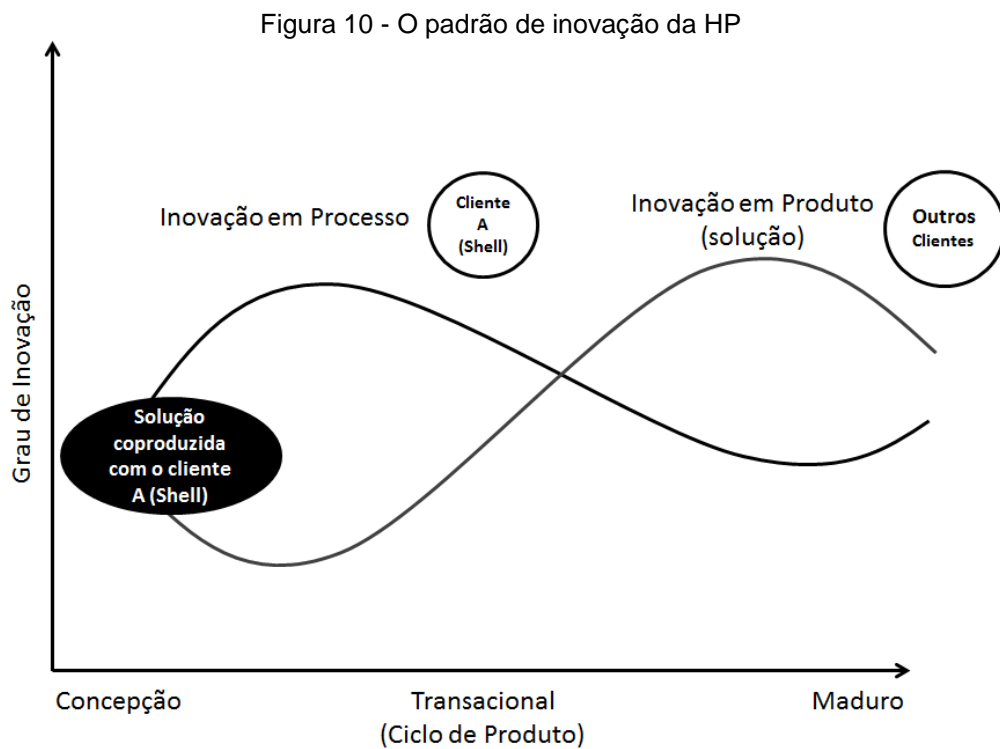 Figura 10 - O padrão de inovação da HP
Inovação em Processo
Cliente
A
(Shell)
Inovação em Produto
(solução)
Outros
Clientes
Grau de Inovação
Solução
coproduzida
com o cliente
A (Shell)
Concepção
Transacional
(Ciclo de Produto)
Maduro